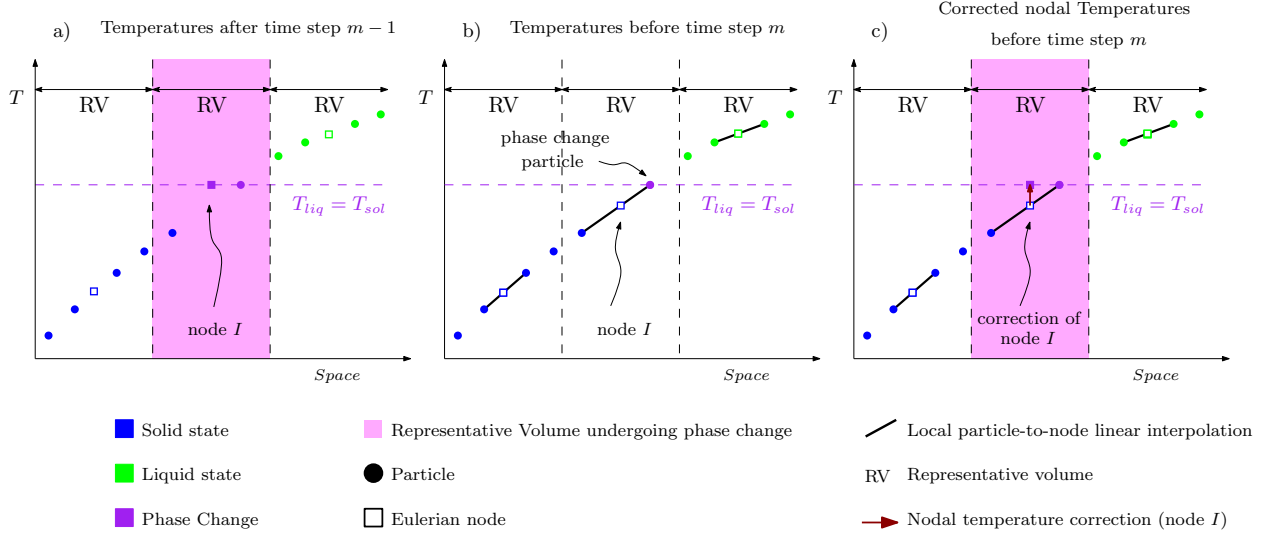 a) Temperatures after time step m − 1
T
RV RV RV
T_liq = T_sol
node I
Space
b) Temperatures before time step m
T
RV RV RV
phase change
particle
T_liq = T_sol
node I
Space
c) Corrected nodal Temperatures
before time step m
T
RV RV RV
T_liq = T_sol
correction of
node I
Space
Solid state
Representative Volume undergoing phase change
Local particle-to-node linear interpolation
Liquid state
Particle
RV Representative volume
Phase Change
Eulerian node
Nodal temperature correction (node I)